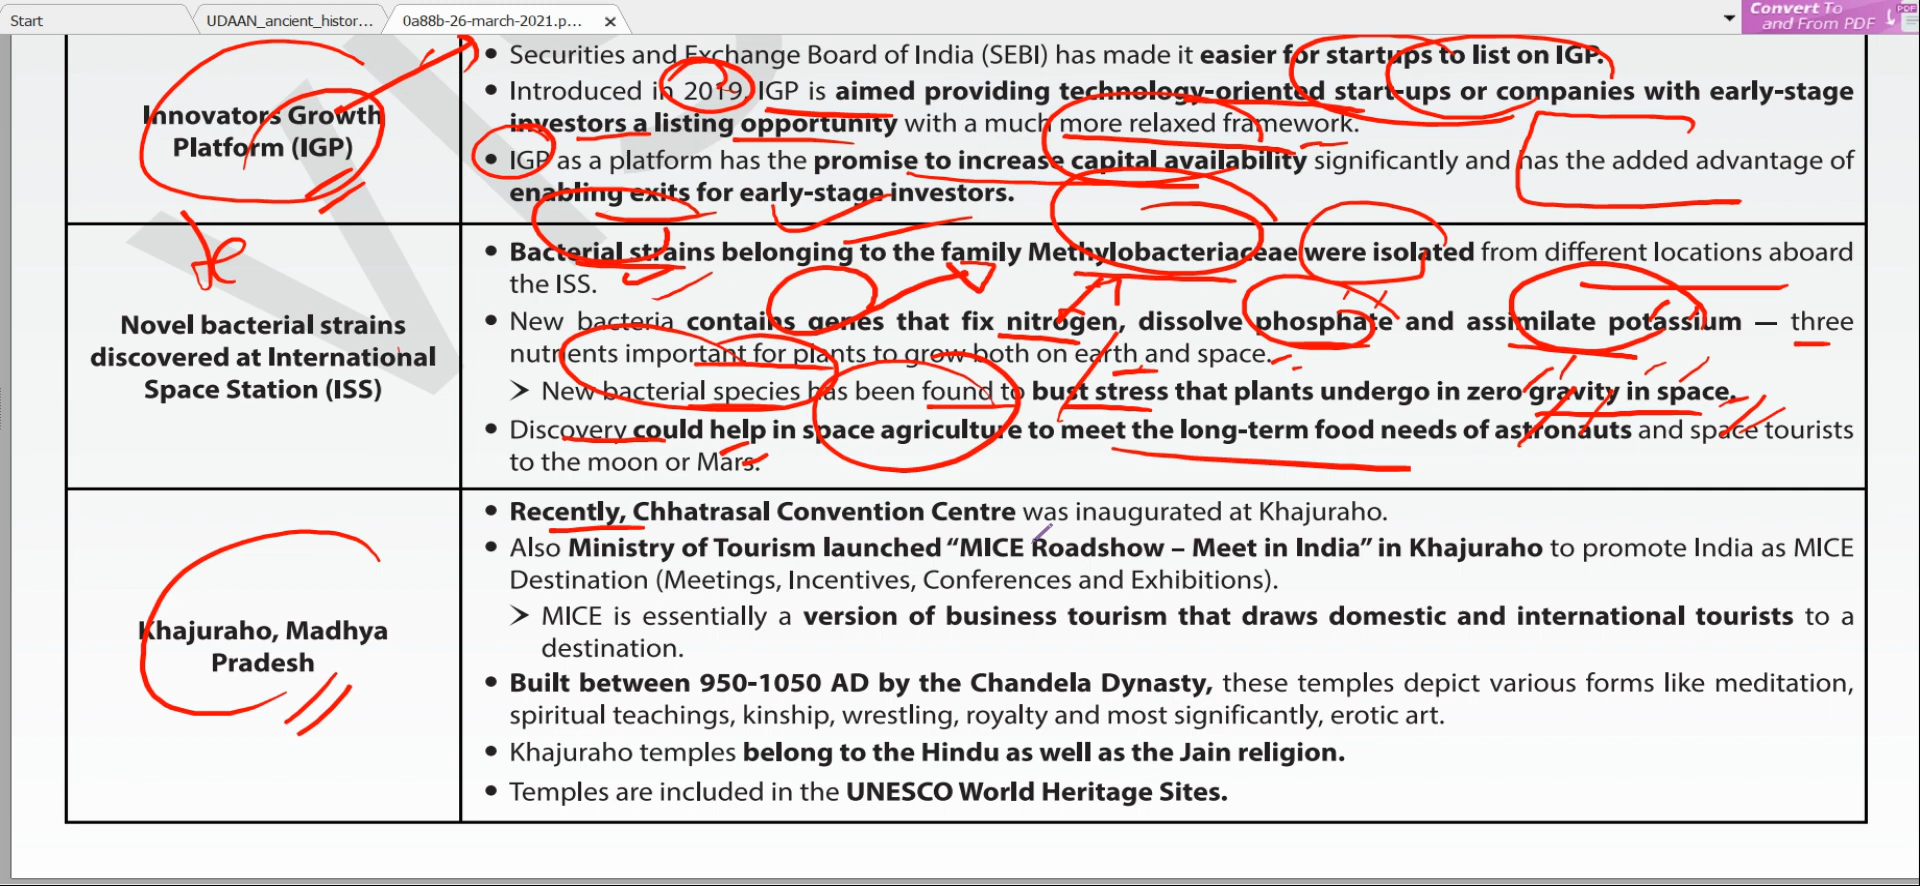 Start
UDAAN_ancient_histor...
0a88b-26-march-2021.p...
Convert To
and From PDF
PDF
Innovators Growth
Platform (IGP)
• Securities and Exchange Board of India (SEBI) has made it easier for startups to list on IGP.
• Introduced in 2019, IGP is aimed providing technology-oriented start-ups or companies with early-stage
investors a listing opportunity with a much more relaxed framework.
• IGP as a platform has the promise to increase capital availability significantly and has the added advantage of
enabling exits for early-stage investors.
Novel bacterial strains
discovered at International
Space Station (ISS)
• Bacterial strains belonging to the family Methylobacteriaceae were isolated from different locations aboard
the ISS.
• New bacteria contains genes that fix nitrogen, dissolve phosphate and assimilate potassium — three
nutrients important for plants to grow both on earth and space.
➤ New bacterial species has been found to bust stress that plants undergo in zero gravity in space.
• Discovery could help in space agriculture to meet the long-term food needs of astronauts and space tourists
to the moon or Mars.
Khajuraho, Madhya
Pradesh
• Recently, Chhatrasal Convention Centre was inaugurated at Khajuraho.
• Also Ministry of Tourism launched “MICE Roadshow – Meet in India” in Khajuraho to promote India as MICE
Destination (Meetings, Incentives, Conferences and Exhibitions).
➤ MICE is essentially a version of business tourism that draws domestic and international tourists to a
destination.
• Built between 950-1050 AD by the Chandela Dynasty, these temples depict various forms like meditation,
spiritual teachings, kinship, wrestling, royalty and most significantly, erotic art.
• Khajuraho temples belong to the Hindu as well as the Jain religion.
• Temples are included in the UNESCO World Heritage Sites.